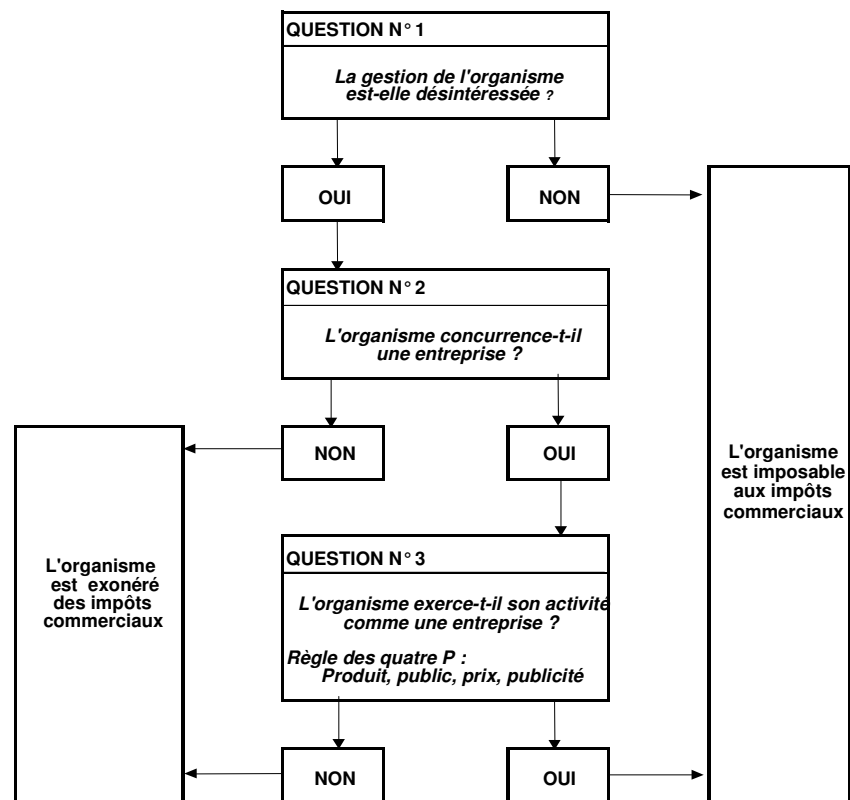 QUESTION N° 1
La gestion de l'organisme
est-elle désintéressée ?
OUI
NON
QUESTION N° 2
L'organisme concurrence-t-il
une entreprise ?
NON
OUI
L'organisme
est imposable
aux impôts
commerciaux
QUESTION N° 3
L'organisme exerce-t-il son activité
comme une entreprise ?
Règle des quatre P :
Produit, public, prix, publicité
L'organisme
est exonéré
des impôts
commerciaux
NON
OUI